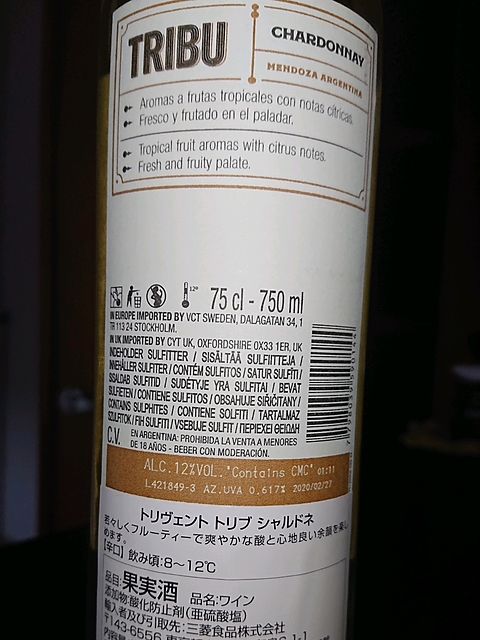 TRIBU
CHARDONNAY
MENDOZA ARGENTINA
Aromas a frutas tropicales con notas cítricas.
Fresco y frutado en el paladar.
Tropical fruit aromas with citrus notes.
Fresh and fruity palate.
12º
75 cl - 750 ml
IN EUROPE IMPORTED BY VCT SWEDEN, DALAGATAN 34, 1
TR 113 24 STOCKHOLM.
IN UK IMPORTED BY CYT UK, OXFORDSHIRE OX33 1ER, UK
INDEHOLDER SULFITTER / SISÄLTÄÄ SULFIITTEJA /
INNEHÅLLER SULFITER / CONTÉM SULFITOS / SATUR SULFĪTI /
SISALDAB SULFITID / SUDĖTYJE YRA SULFITAI / BEVAT
SULFIETEN / CONTIENE SULFITOS / OBSAHUJE SIŘIČITANY /
CONTAINS SULPHITES / CONTIENE SOLFITI / TARTALMAZ
SZULFITOK / FIH SULFITI / VSEBUJE SULFIT / ΠΕΡΙΕΧΕΙ ΘΕΙΩΔΗ
C.V. EN ARGENTINA: PROHIBIDA LA VENTA A MENORES
DE 18 AÑOS - BEBER CON MODERACIÓN.
ALC.12%VOL."Contains CMC" 01:11
L421849-3 AZ.UVA 0.617% 2020/02/27
トリヴェント トリブ シャルドネ
若々しくフルーティーで爽やかな酸と心地良い余韻を楽し
めます。
【辛口】飲み頃:8~12℃
品目:果実酒 品名:ワイン
添加物:酸化防止剤(亜硫酸塩)
輸入者及び引取先:三菱食品株式会社
〒143-6556